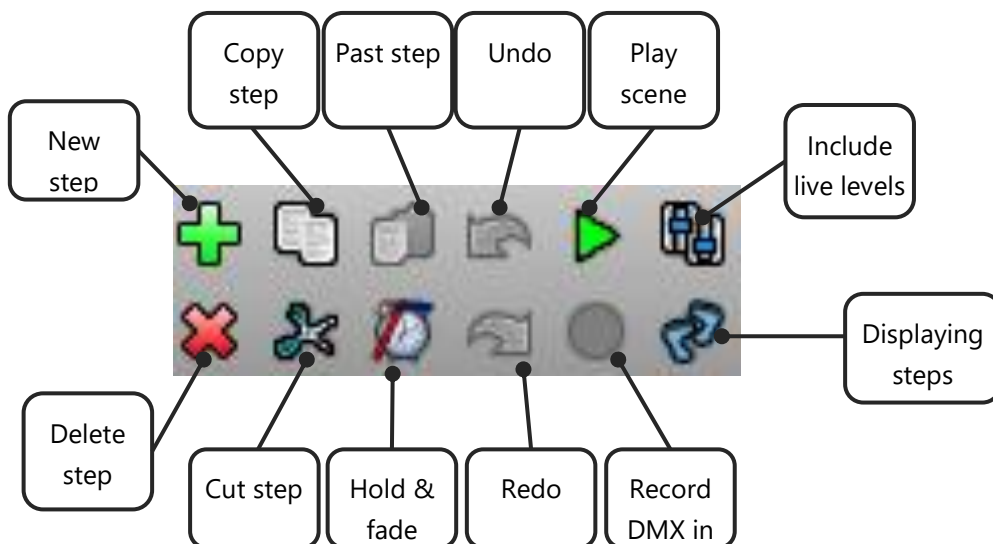 Copy
step
Past step
Undo
Play
scene
New
step
Include
live levels
Displaying
steps
Delete
step
Cut step
Hold &
fade
Redo
Record
DMX in